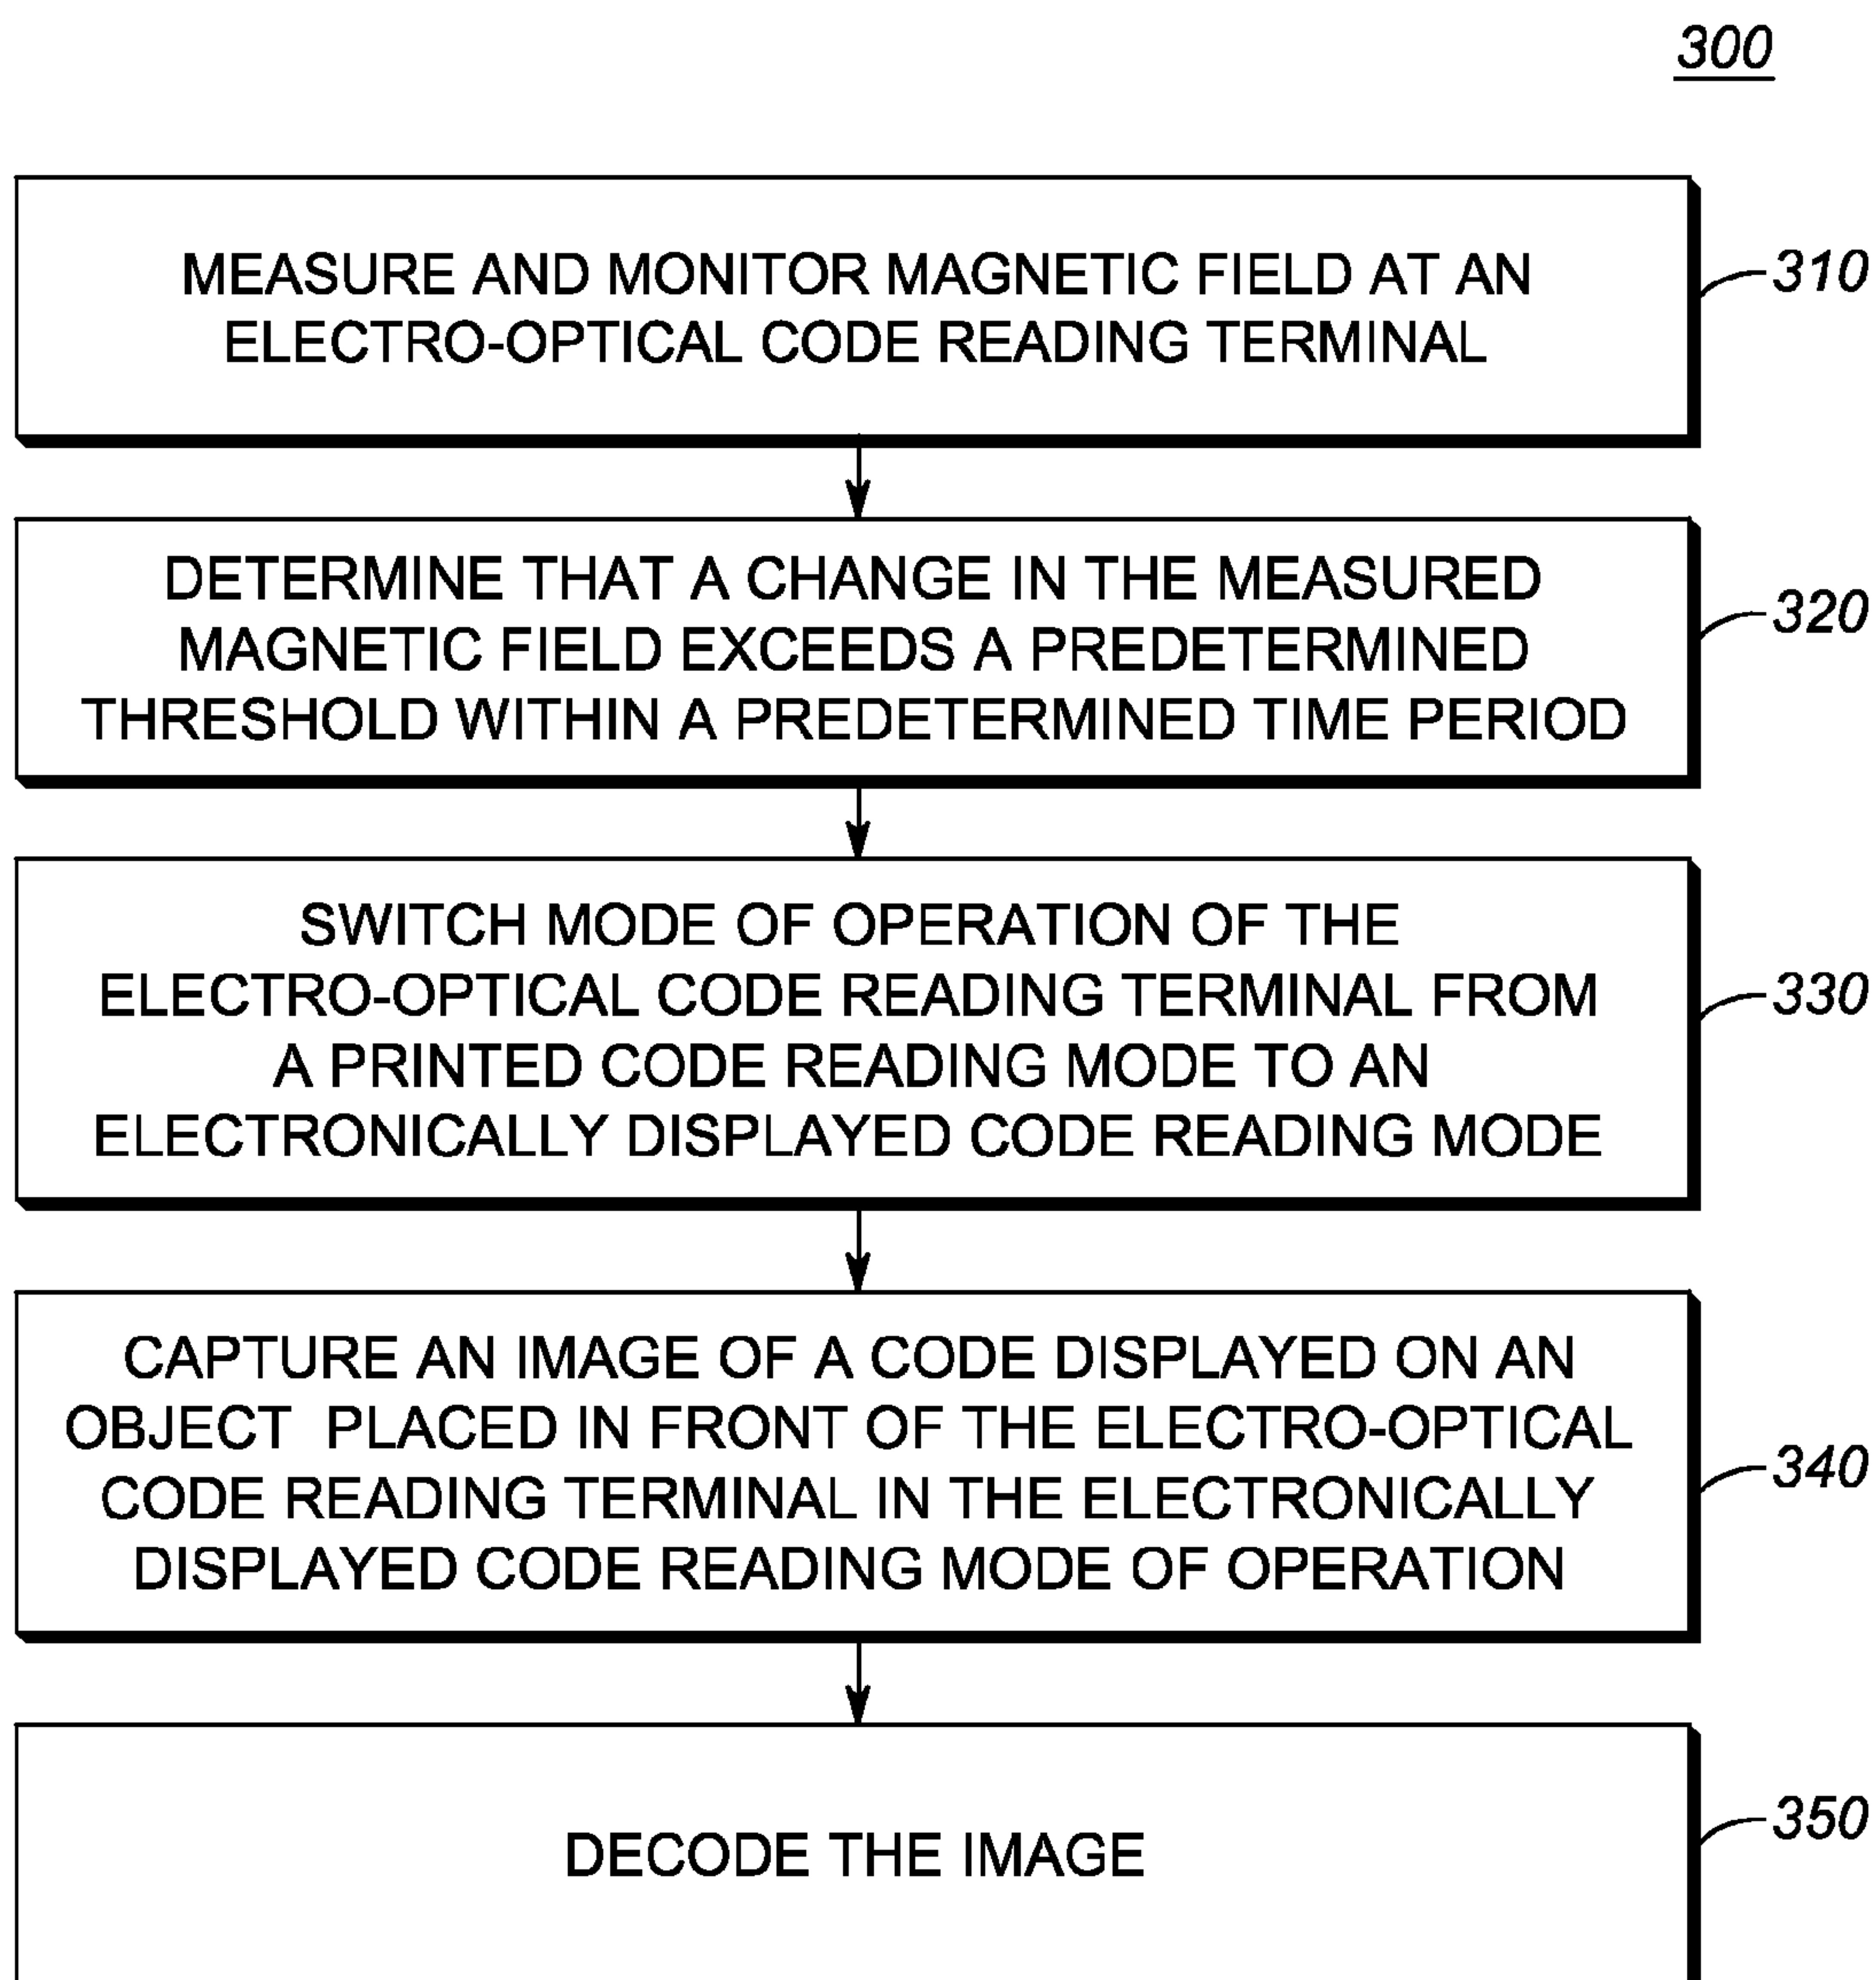 300
MEASURE AND MONITOR MAGNETIC FIELD AT AN
ELECTRO-OPTICAL CODE READING TERMINAL
310
DETERMINE THAT A CHANGE IN THE MEASURED
MAGNETIC FIELD EXCEEDS A PREDETERMINED
THRESHOLD WITHIN A PREDETERMINED TIME PERIOD
320
SWITCH MODE OF OPERATION OF THE
ELECTRO-OPTICAL CODE READING TERMINAL FROM
A PRINTED CODE READING MODE TO AN
ELECTRONICALLY DISPLAYED CODE READING MODE
330
CAPTURE AN IMAGE OF A CODE DISPLAYED ON AN
OBJECT PLACED IN FRONT OF THE ELECTRO-OPTICAL
CODE READING TERMINAL IN THE ELECTRONICALLY
DISPLAYED CODE READING MODE OF OPERATION
340
DECODE THE IMAGE
350